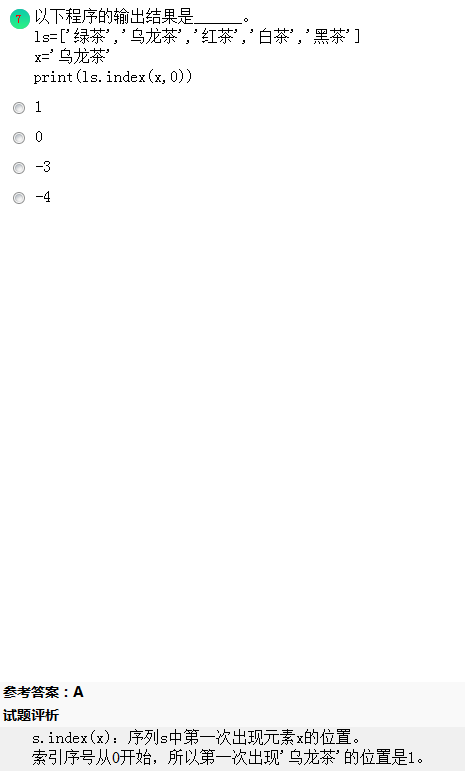 7 以下程序的输出结果是______。
ls=['绿茶','乌龙茶','红茶','白茶','黑茶']
x='乌龙茶'
print(ls.index(x,0))
1
0
-3
-4
参考答案：A
试题评析
s.index(x)：序列s中第一次出现元素x的位置。
索引序号从0开始，所以第一次出现'乌龙茶'的位置是1。